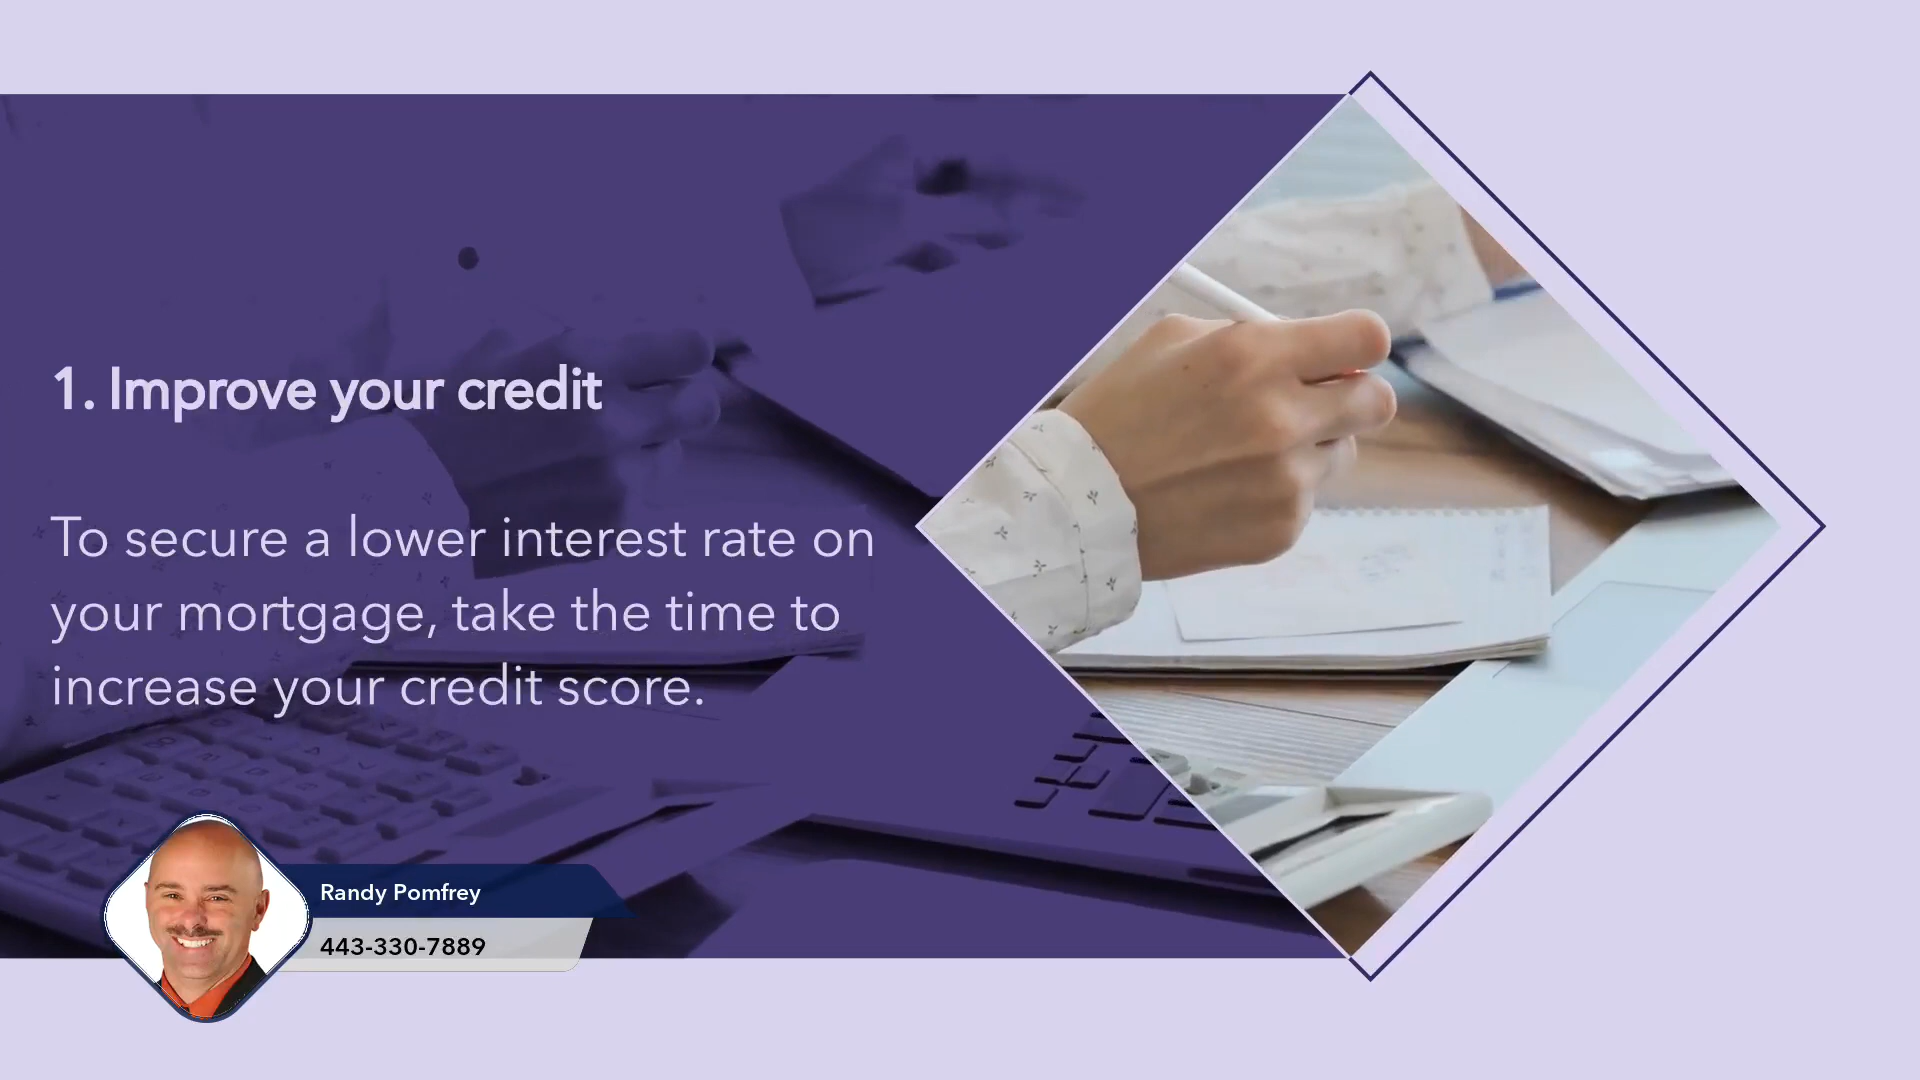 1. Improve your credit
To secure a lower interest rate on
your mortgage, take the time to
increase your credit score.
Randy Pomfrey
443-330-7889